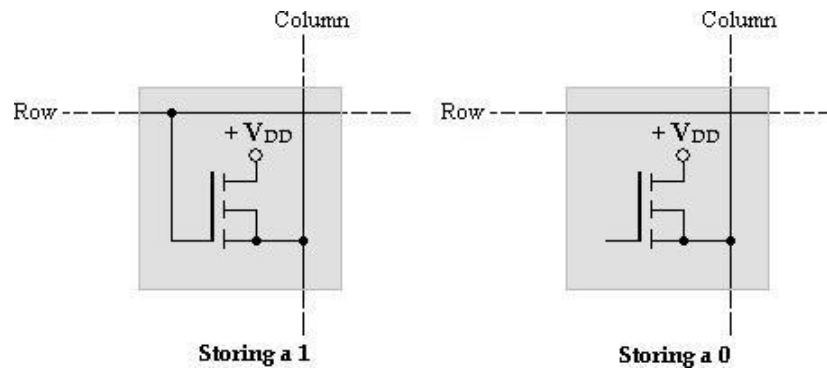 Column
Row
+ VDD
Storing a 1
Column
Row
+ VDD
Storing a 0